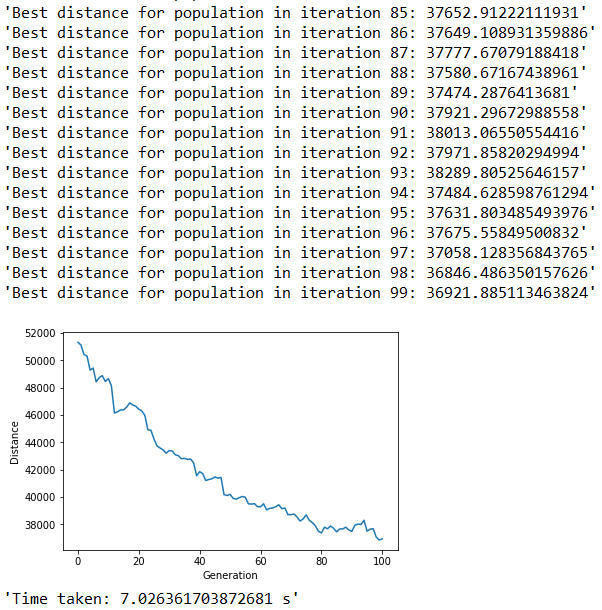 'Best distance for population in iteration 85: 37652.91222111931'
'Best distance for population in iteration 86: 37649.108931359886'
'Best distance for population in iteration 87: 37777.67079188418'
'Best distance for population in iteration 88: 37580.67167438961'
'Best distance for population in iteration 89: 37474.2876413681'
'Best distance for population in iteration 90: 37921.29672988558'
'Best distance for population in iteration 91: 38013.06550554416'
'Best distance for population in iteration 92: 37971.85820294994'
'Best distance for population in iteration 93: 38289.80525646157'
'Best distance for population in iteration 94: 37484.628598761294'
'Best distance for population in iteration 95: 37631.803485493976'
'Best distance for population in iteration 96: 37675.55849500832'
'Best distance for population in iteration 97: 37058.128356843765'
'Best distance for population in iteration 98: 36846.486350157626'
'Best distance for population in iteration 99: 36921.885113463824'
52000
50000
48000
46000
44000
42000
40000
38000
Distance
0 20 40 60 80 100
Generation
'Time taken: 7.026361703872681 s'